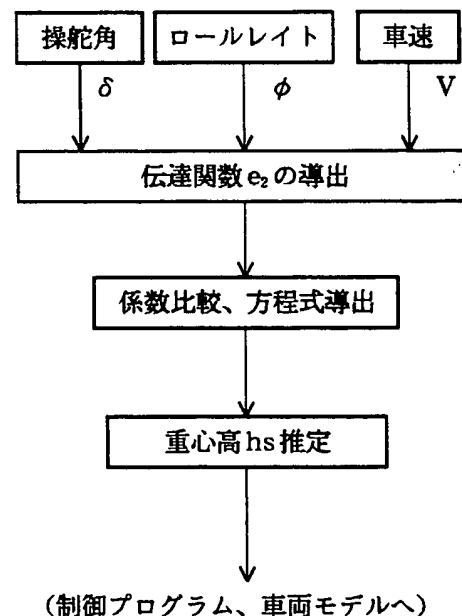 操舵角
ロールレイト
車速
δ
φ
V
伝達関数e₂の導出
係数比較、方程式導出
重心高hs推定
(制御プログラム、車両モデルへ)